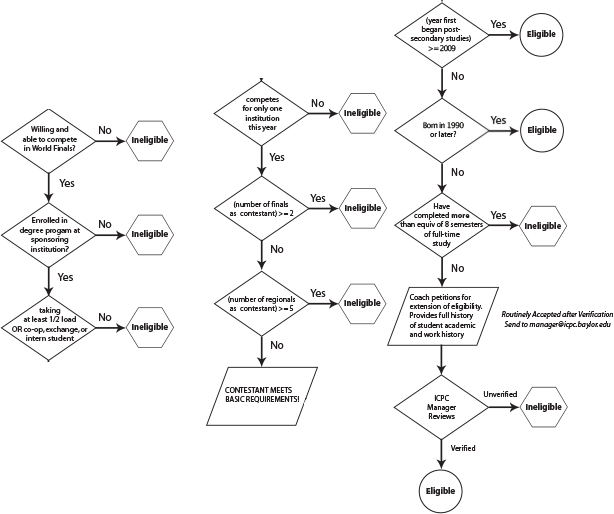 Willing and
able to compete
in World Finals?
No
Ineligible
Yes
Enrolled in
degree progam at
sponsoring
institution?
No
Ineligible
Yes
taking
at least 1/2 load
OR co-op, exchange, or
intern student
No
Ineligible
competes
for only one
institution
this year
No
Ineligible
Yes
(number of finals
as contestant) >= 2
Yes
Ineligible
No
(number of regionals
as contestant) >= 5
Yes
Ineligible
No
CONTESTANT MEETS
BASIC REQUIREMENTS!
(year first
began post-
secondary studies)
>= 2009
Yes
Eligible
No
Born in 1990
or later?
Yes
Eligible
No
Have
completed more
than equiv of 8 semesters
of full-time
study
Yes
Ineligible
No
Coach petitions for
extension of eligibility.
Provides full history
of student academic
and work history
Routinely Accepted after Verification
Send to manager@icpc.baylor.edu
ICPC
Manager
Reviews
Unverified
Ineligible
Verified
Eligible